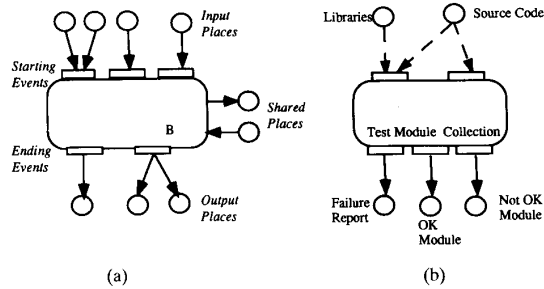 Input
Places
Starting
Events
B
Shared
Places
Ending
Events
Output
Places
(a)
Libraries
Source Code
Test Module Collection
Failure
Report
OK
Module
Not OK
Module
(b)